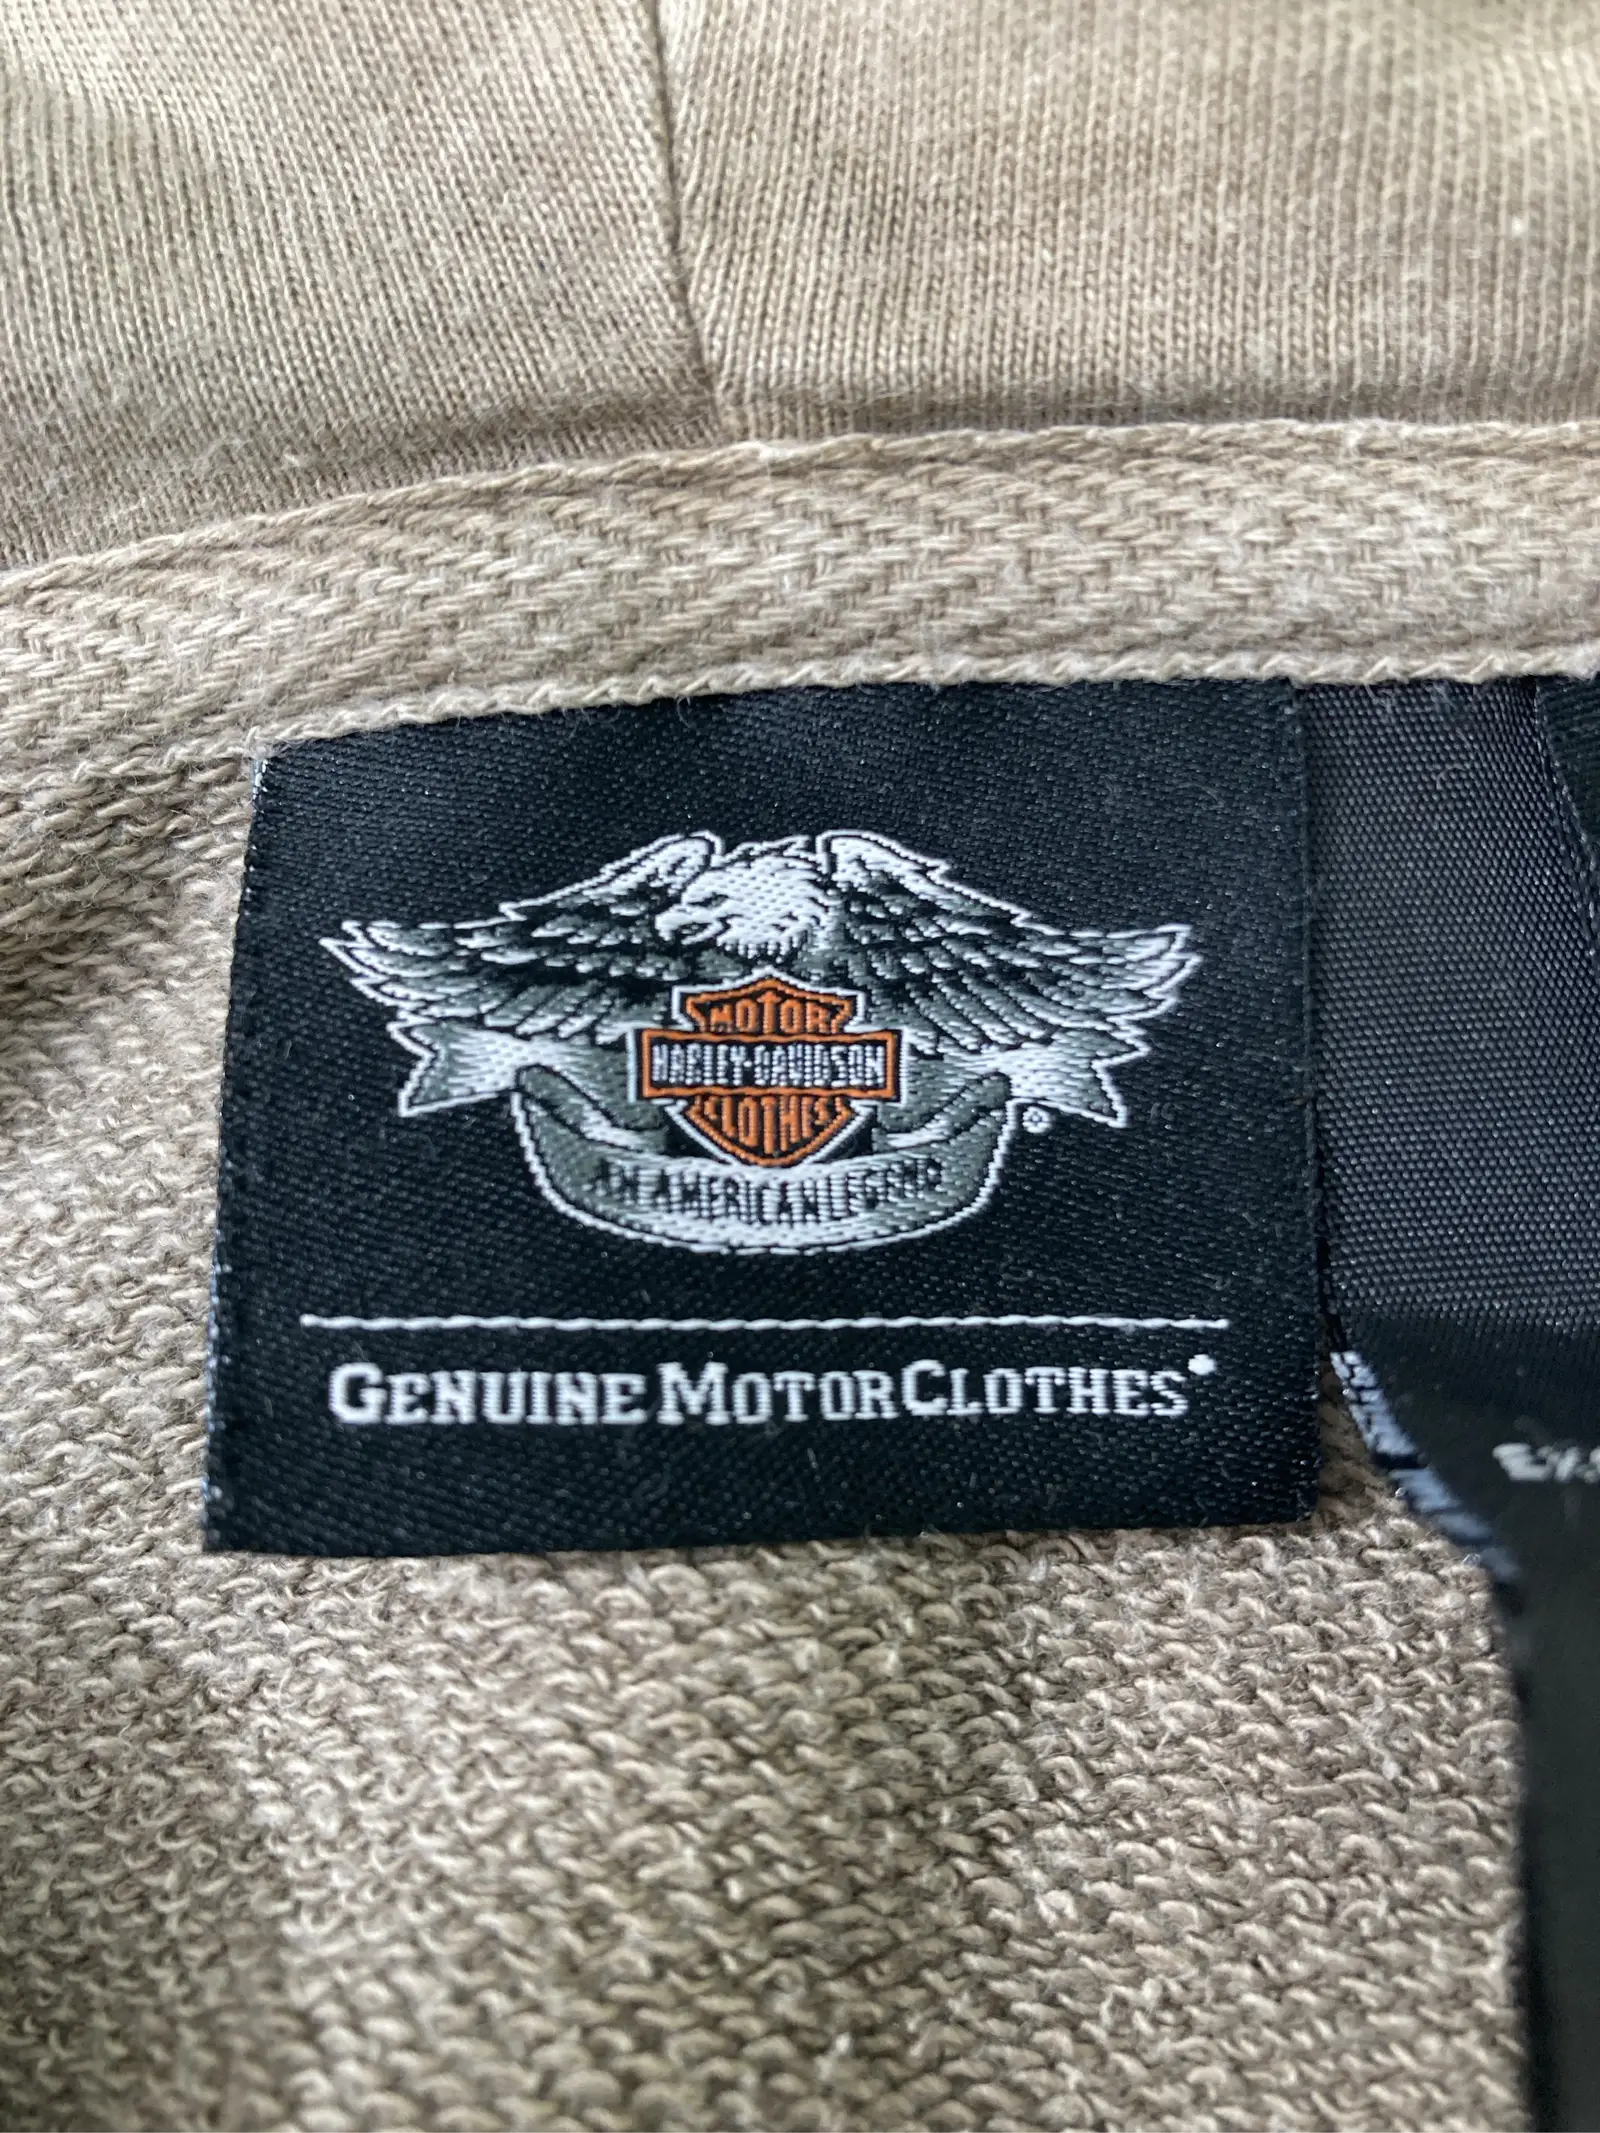 MOTOR
HARLEY-DAVIDSON
CLOTHES
®
AN AMERICAN LEGEND
GENUINE MOTORCLOTHES®